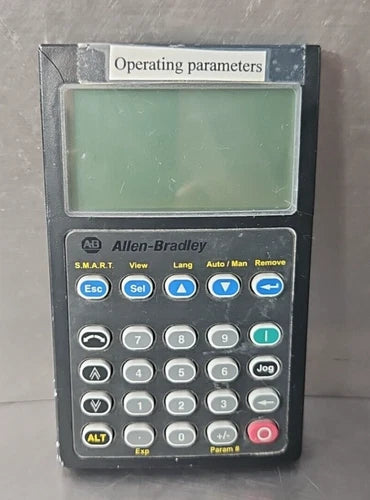 Operating parameters
AB Allen-Bradley
S.M.A.R.T. View Lang Auto / Man Remove
Esc Sel
7 8 9 I
4 5 6 Jog
1 2 3
ALT . 0 +/- O
Exp Param #